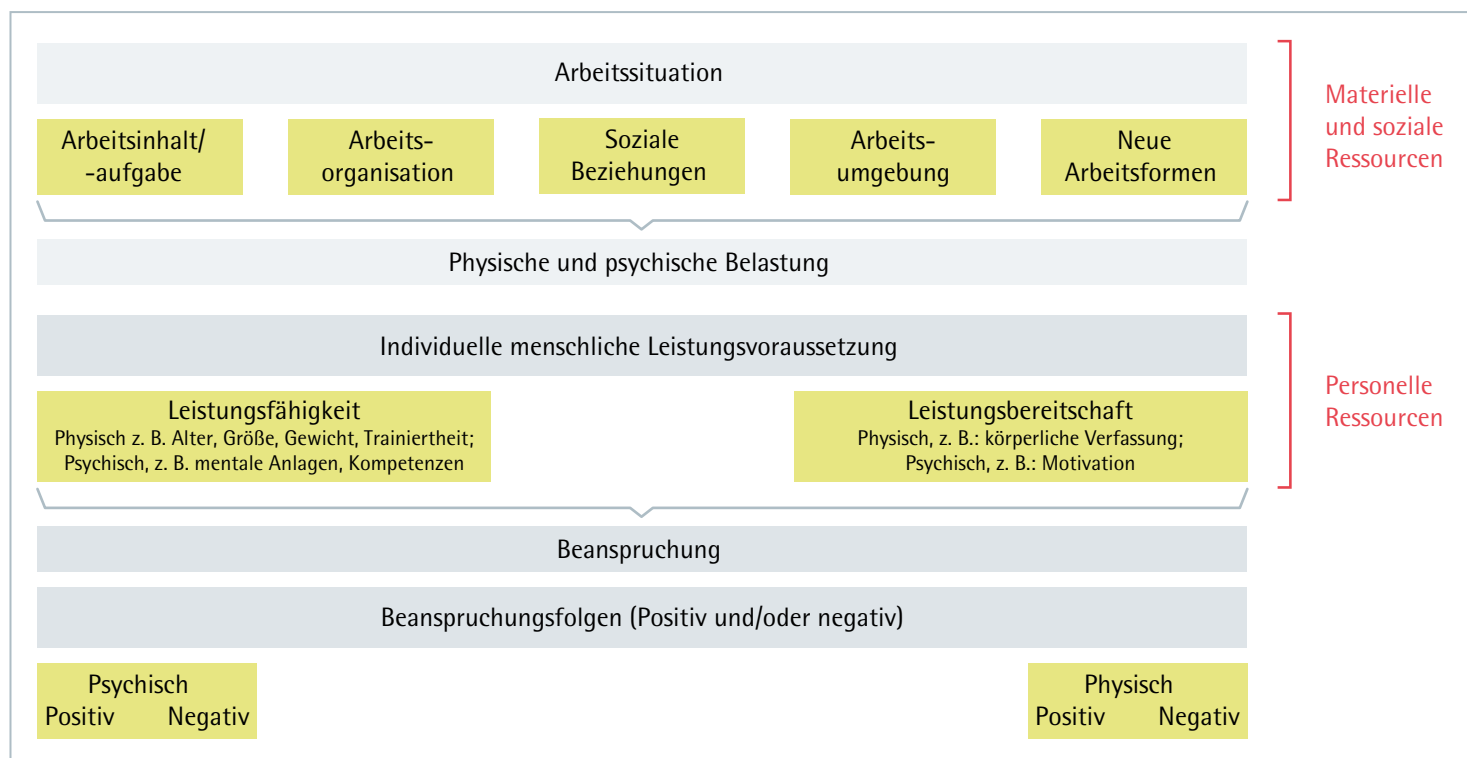 Arbeitssituation
Materielle
und soziale
Ressourcen
Arbeitsinhalt/
-aufgabe
Arbeits-
organisation
Soziale
Beziehungen
Arbeits-
umgebung
Neue
Arbeitsformen
Physische und psychische Belastung
Individuelle menschliche Leistungsvoraussetzung
Personelle
Ressourcen
Leistungsfähigkeit
Physisch z. B. Alter, Größe, Gewicht, Trainiertheit;
Psychisch, z. B. mentale Anlagen, Kompetenzen
Leistungsbereitschaft
Physisch, z. B.: körperliche Verfassung;
Psychisch, z. B.: Motivation
Beanspruchung
Beanspruchungsfolgen (Positiv und/oder negativ)
Psychisch
Positiv Negativ
Physisch
Positiv Negativ